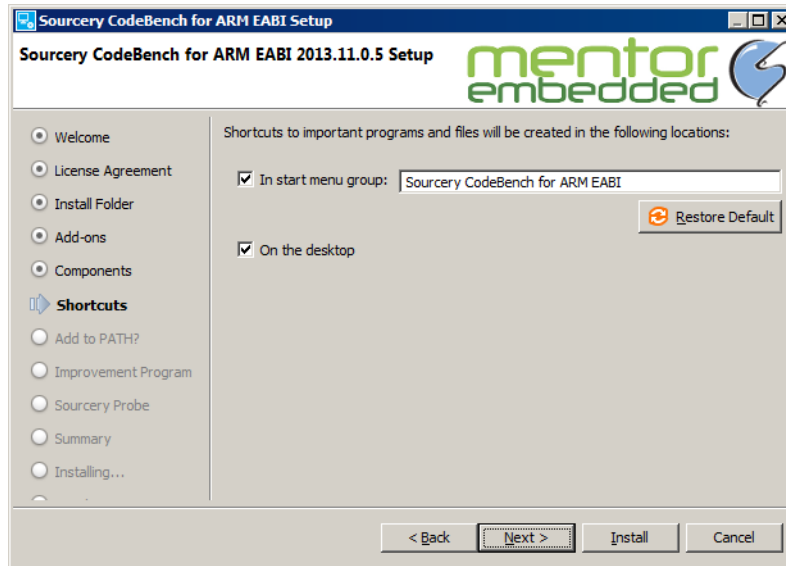 Sourcery CodeBench for ARM EABI Setup
Sourcery CodeBench for ARM EABI 2013.11.0.5 Setup
mentor
embedded
Welcome
License Agreement
Install Folder
Add-ons
Components
Shortcuts
Add to PATH?
Improvement Program
Sourcery Probe
Summary
Installing...
Shortcuts to important programs and files will be created in the following locations:
In start menu group: Sourcery CodeBench for ARM EABI
Restore Default
On the desktop
< Back Next > Install Cancel